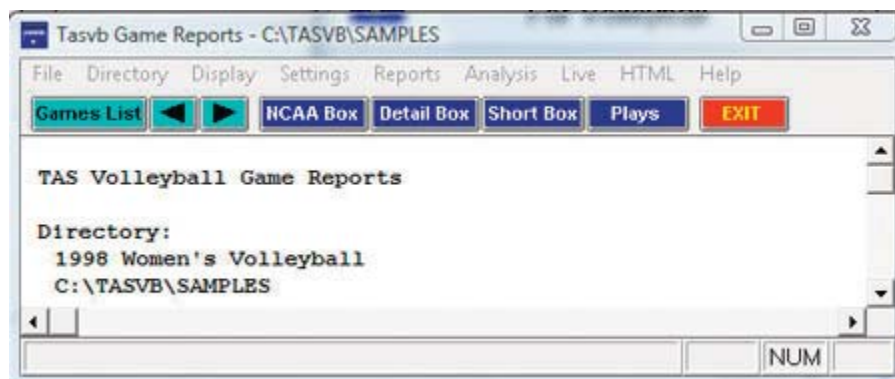 Tasvb Game Reports - C:\TASVB\SAMPLES
File Directory Display Settings Reports Analysis Live HTML Help
Games List NCAA Box Detail Box Short Box Plays EXIT
TAS Volleyball Game Reports
Directory:
1998 Women's Volleyball
C:\TASVB\SAMPLES
NUM